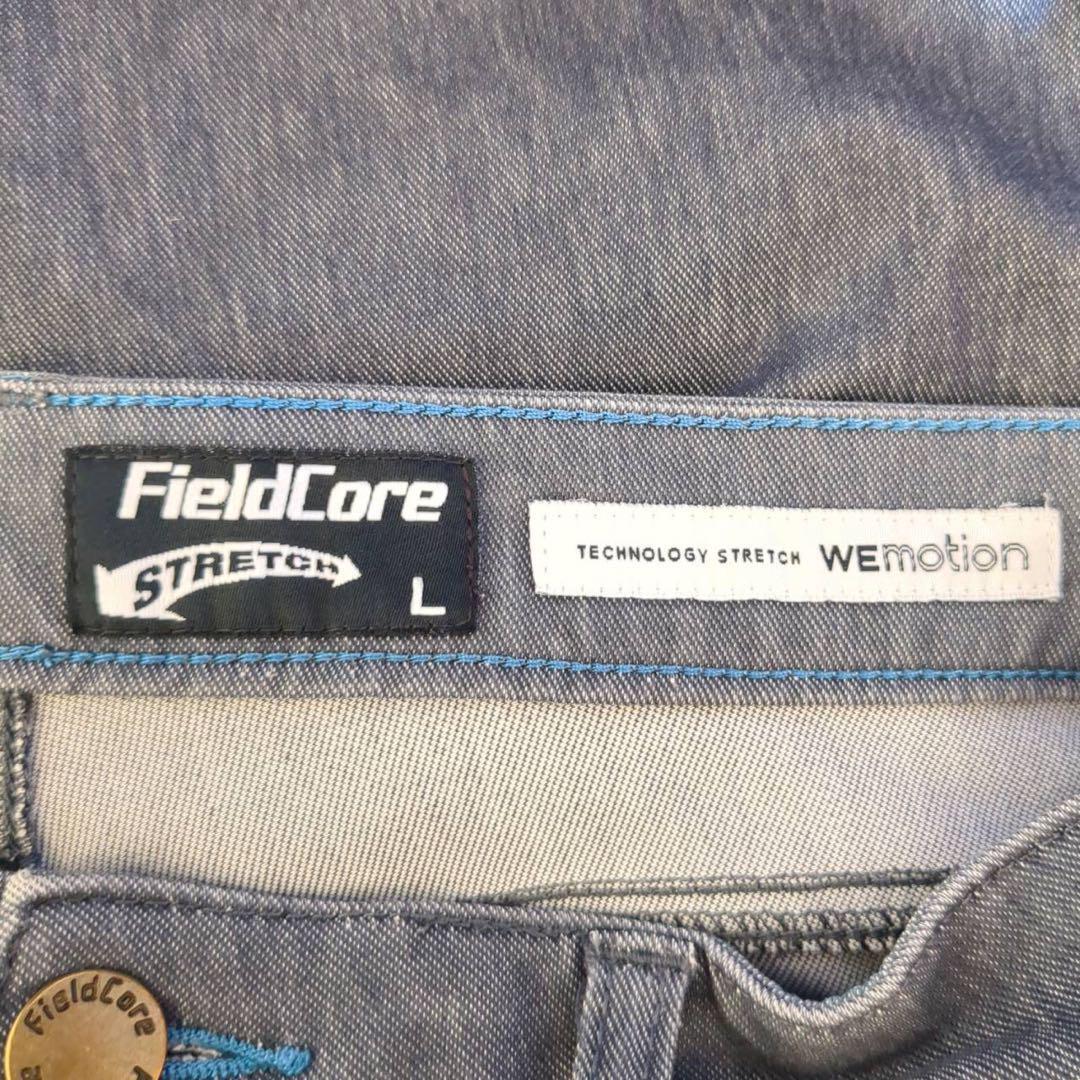 FieldCore
STRETCH
L
TECHNOLOGY STRETCH WEmotion
FieldCore